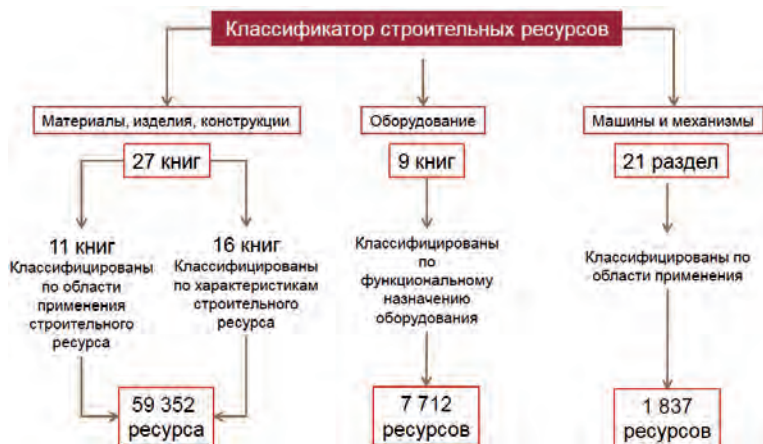 Классификатор строительных ресурсов
Материалы, изделия, конструкции
27 книг
11 книг
Классифицированы
по области
применения
строительного
ресурса
16 книг
Классифицированы
по характеристикам
строительного
ресурса
59 352
ресурса
Оборудование
9 книг
Классифицированы
по
функциональному
назначению
оборудования
7 712
ресурсов
Машины и механизмы
21 раздел
Классифицированы по
области применения
1 837
ресурсов